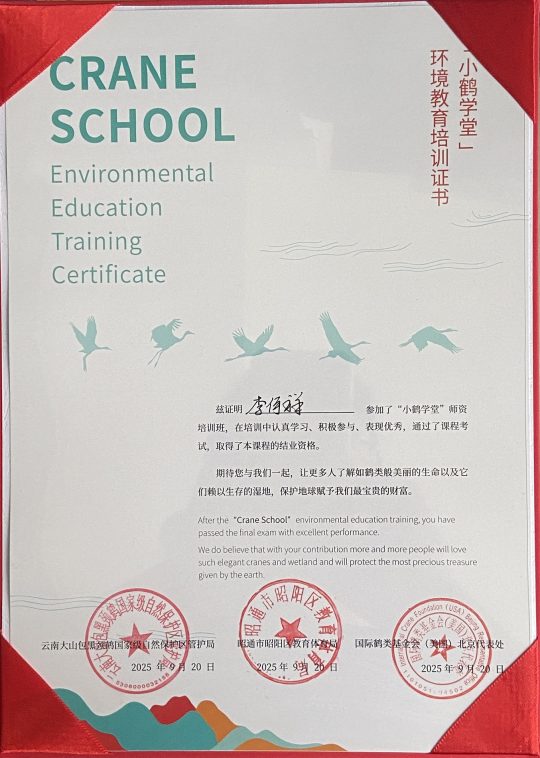 CRANE
SCHOOL
Environmental
Education
Training
Certificate
「小鹤学堂」
环境教育培训证书
兹证明 李何祥 参加了“小鹤学堂”师资
培训班，在培训中认真学习、积极参与、表现优秀，通过了课程考
试，取得了本课程的结业资格。
期待您与我们一起，让更多人了解如鹤类般美丽的生命以及它
们赖以生存的湿地，保护地球赋予我们最宝贵的财富。
After the “Crane School” environmental education training, you have
passed the final exam with excellent performance.
We do believe that with your contribution more and more people will love
such elegant cranes and wetland and will protect the most precious treasure
given by the earth.
云南大山包黑颈鹤国家级自然保护区管护局
2025 年 9 月 20 日
昭通市昭阳区教育体育局
2025 年 9 月 20 日
国际鹤类基金会（美国）北京代表处
2025 年 9 月 20 日